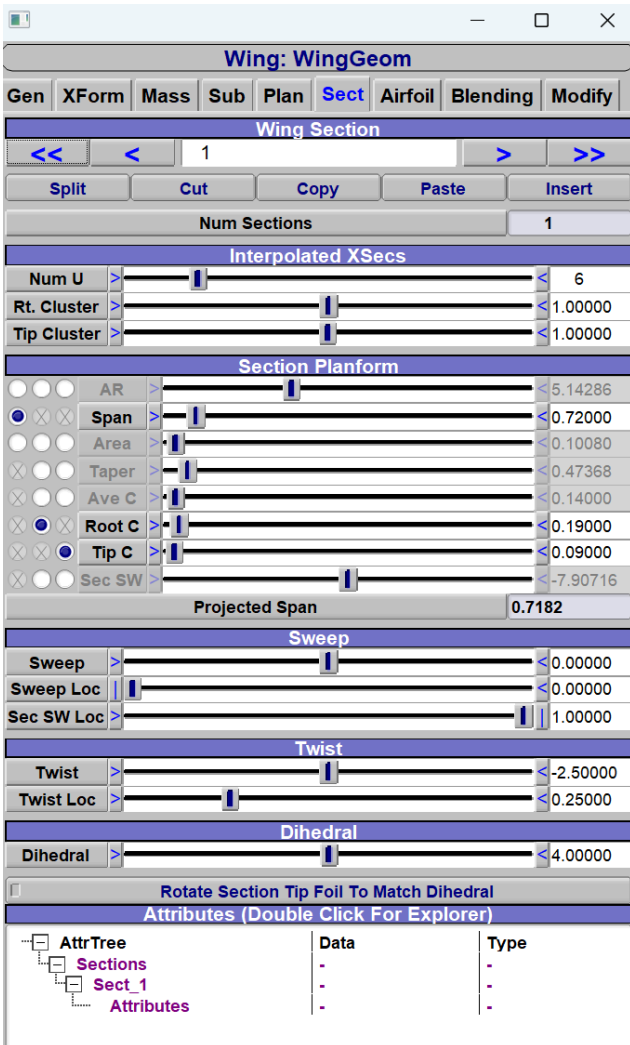 Wing: WingGeom
Gen XForm Mass Sub Plan Sect Airfoil Blending Modify
Wing Section
<< < 1 > >>
Split Cut Copy Paste Insert
Num Sections 1
Interpolated XSecs
Num U > < 6
Rt. Cluster > < 1.00000
Tip Cluster > < 1.00000
Section Planform
AR > < 5.14286
X X Span > < 0.72000
Area > < 0.10080
X Taper > < 0.47368
X Ave C > < 0.14000
X X Root C > < 0.19000
X X Tip C > < 0.09000
X Sec SW > < -7.90716
Projected Span 0.7182
Sweep
Sweep > < 0.00000
Sweep Loc | < 0.00000
Sec SW Loc > | 1.00000
Twist
Twist > < -2.50000
Twist Loc > < 0.25000
Dihedral
Dihedral > < 4.00000
Rotate Section Tip Foil To Match Dihedral
Attributes (Double Click For Explorer)
AttrTree Data Type
Sections - -
Sect_1 - -
Attributes - -